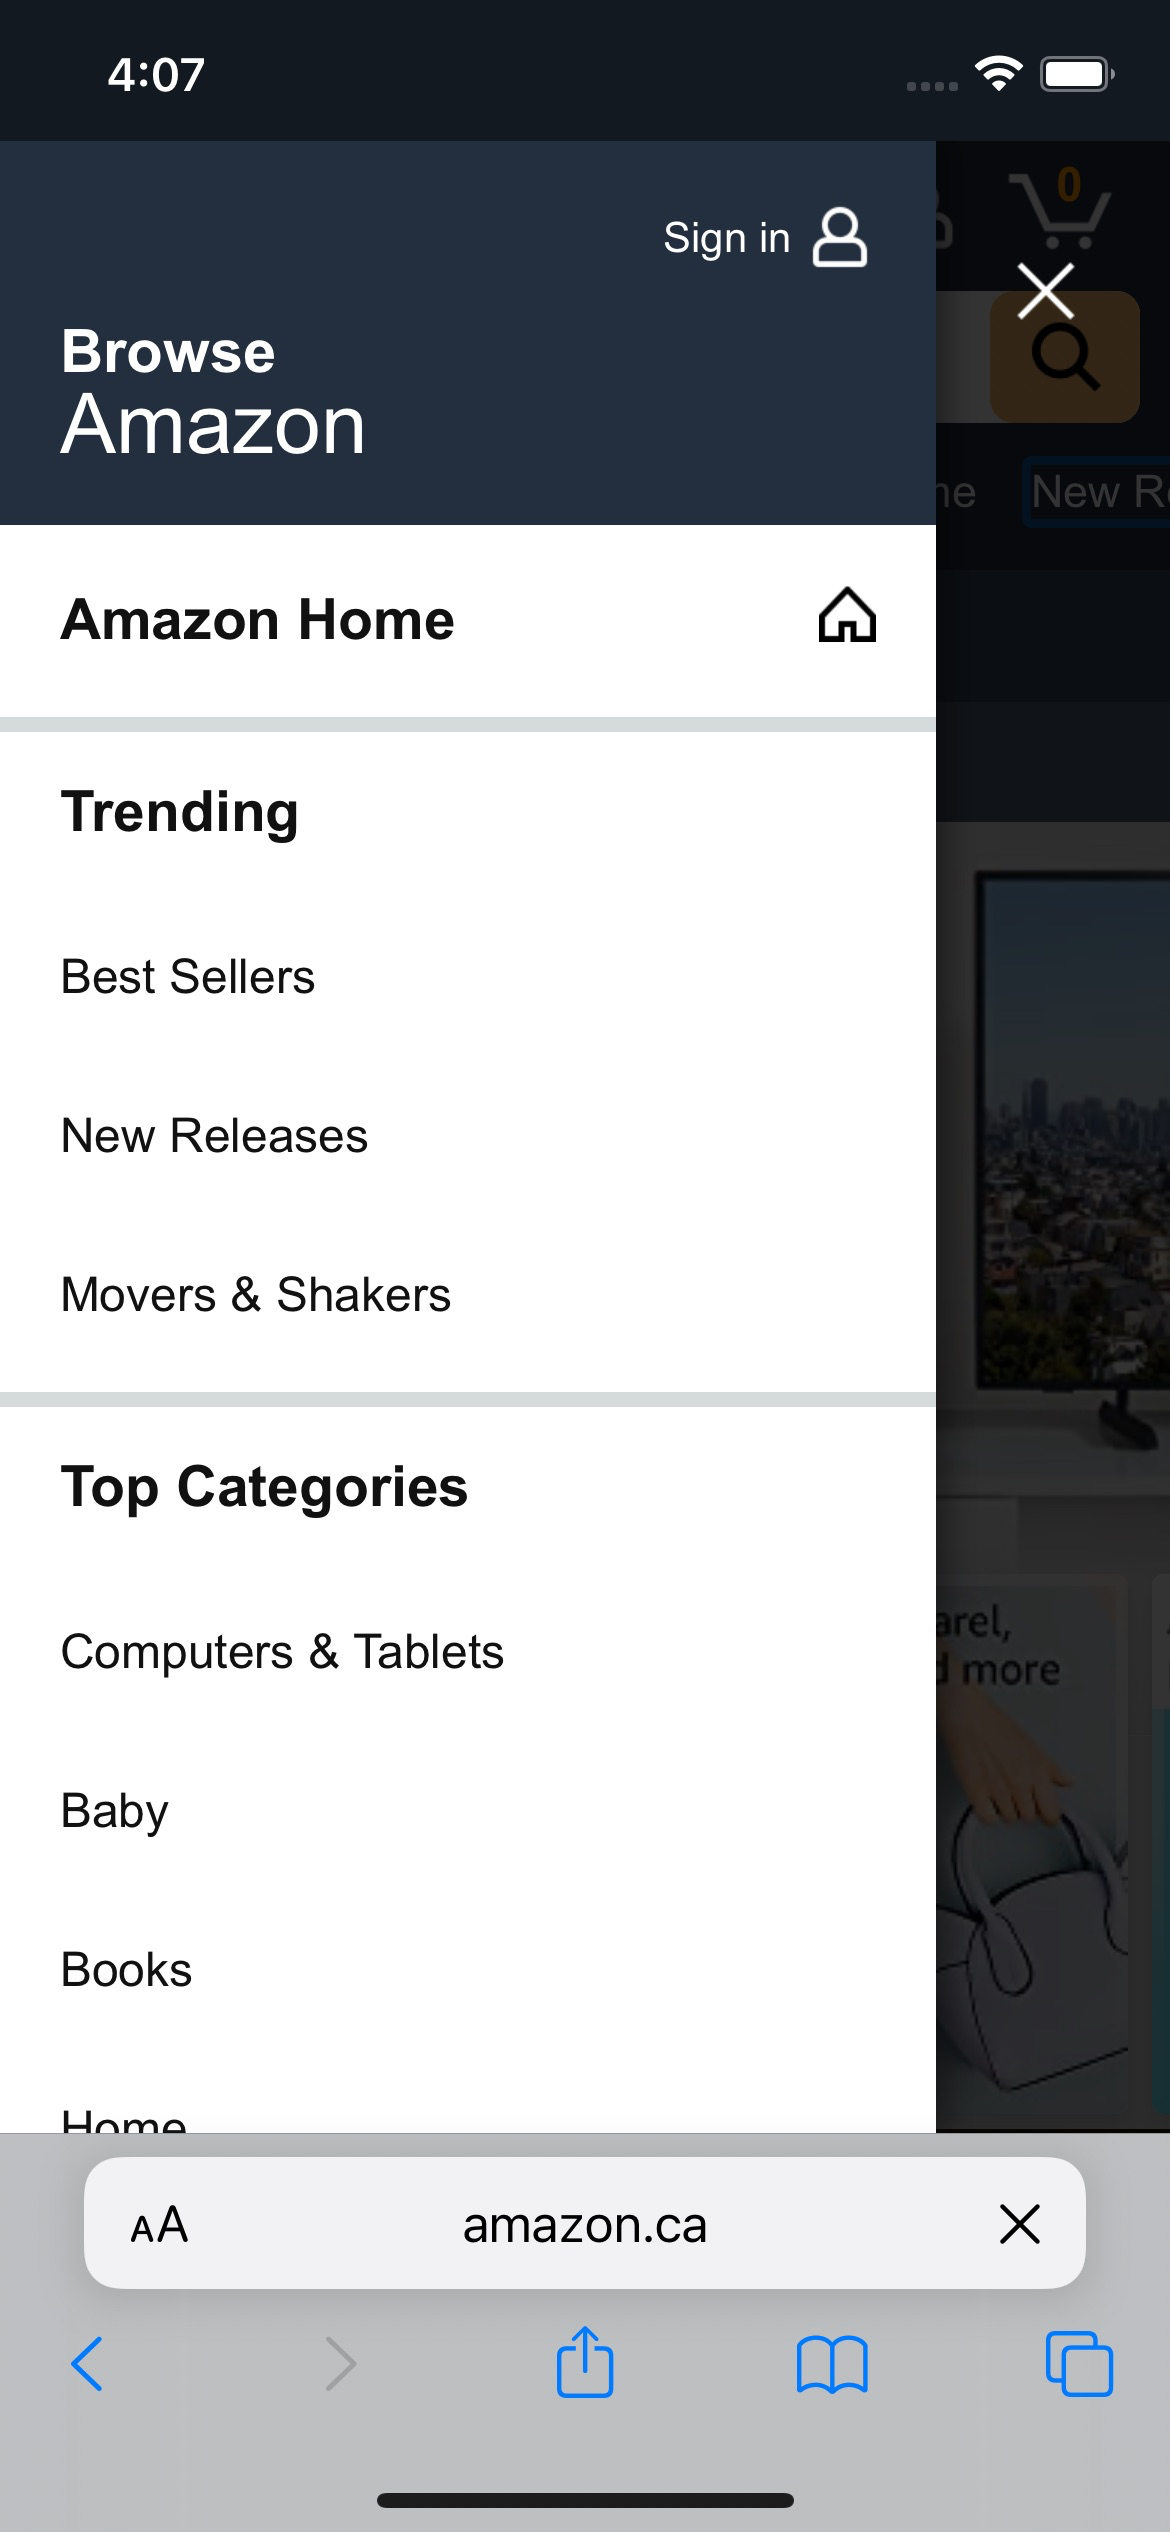 4:07
0
Sign in
Browse
Amazon
New R
Amazon Home
Trending
Best Sellers
New Releases
Movers & Shakers
Top Categories
arel,
d more
Computers & Tablets
Baby
Books
Home
AA
amazon.ca